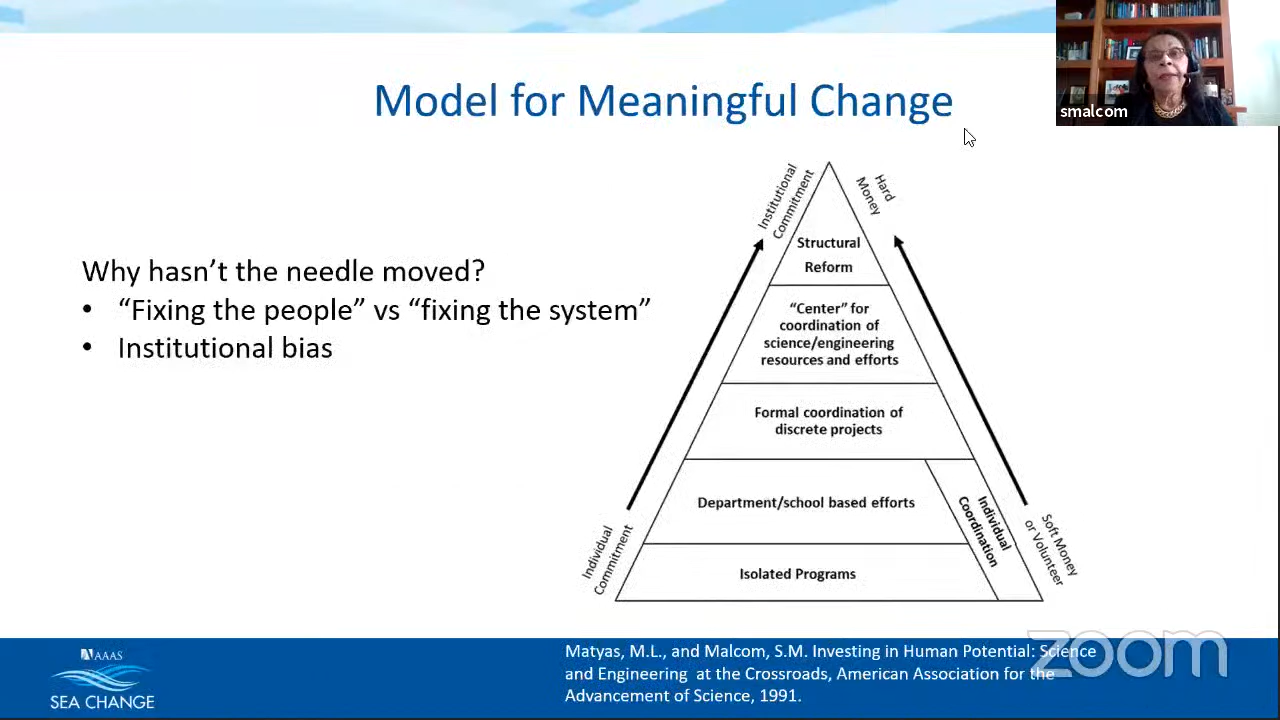 Model for Meaningful Change
smalcom
Why hasn’t the needle moved?
• “Fixing the people” vs “fixing the system”
• Institutional bias
Institutional
Commitment
Hard
Money
Structural
Reform
“Center” for
coordination of
science/engineering
resources and efforts
Formal coordination of
discrete projects
Department/school based efforts
Individual
Coordination
Isolated Programs
Individual
Commitment
Soft Money
or Volunteer
AAAS
SEA CHANGE
Matyas, M.L., and Malcom, S.M. Investing in Human Potential: Science
and Engineering at the Crossroads, American Association for the
Advancement of Science, 1991.
zoom